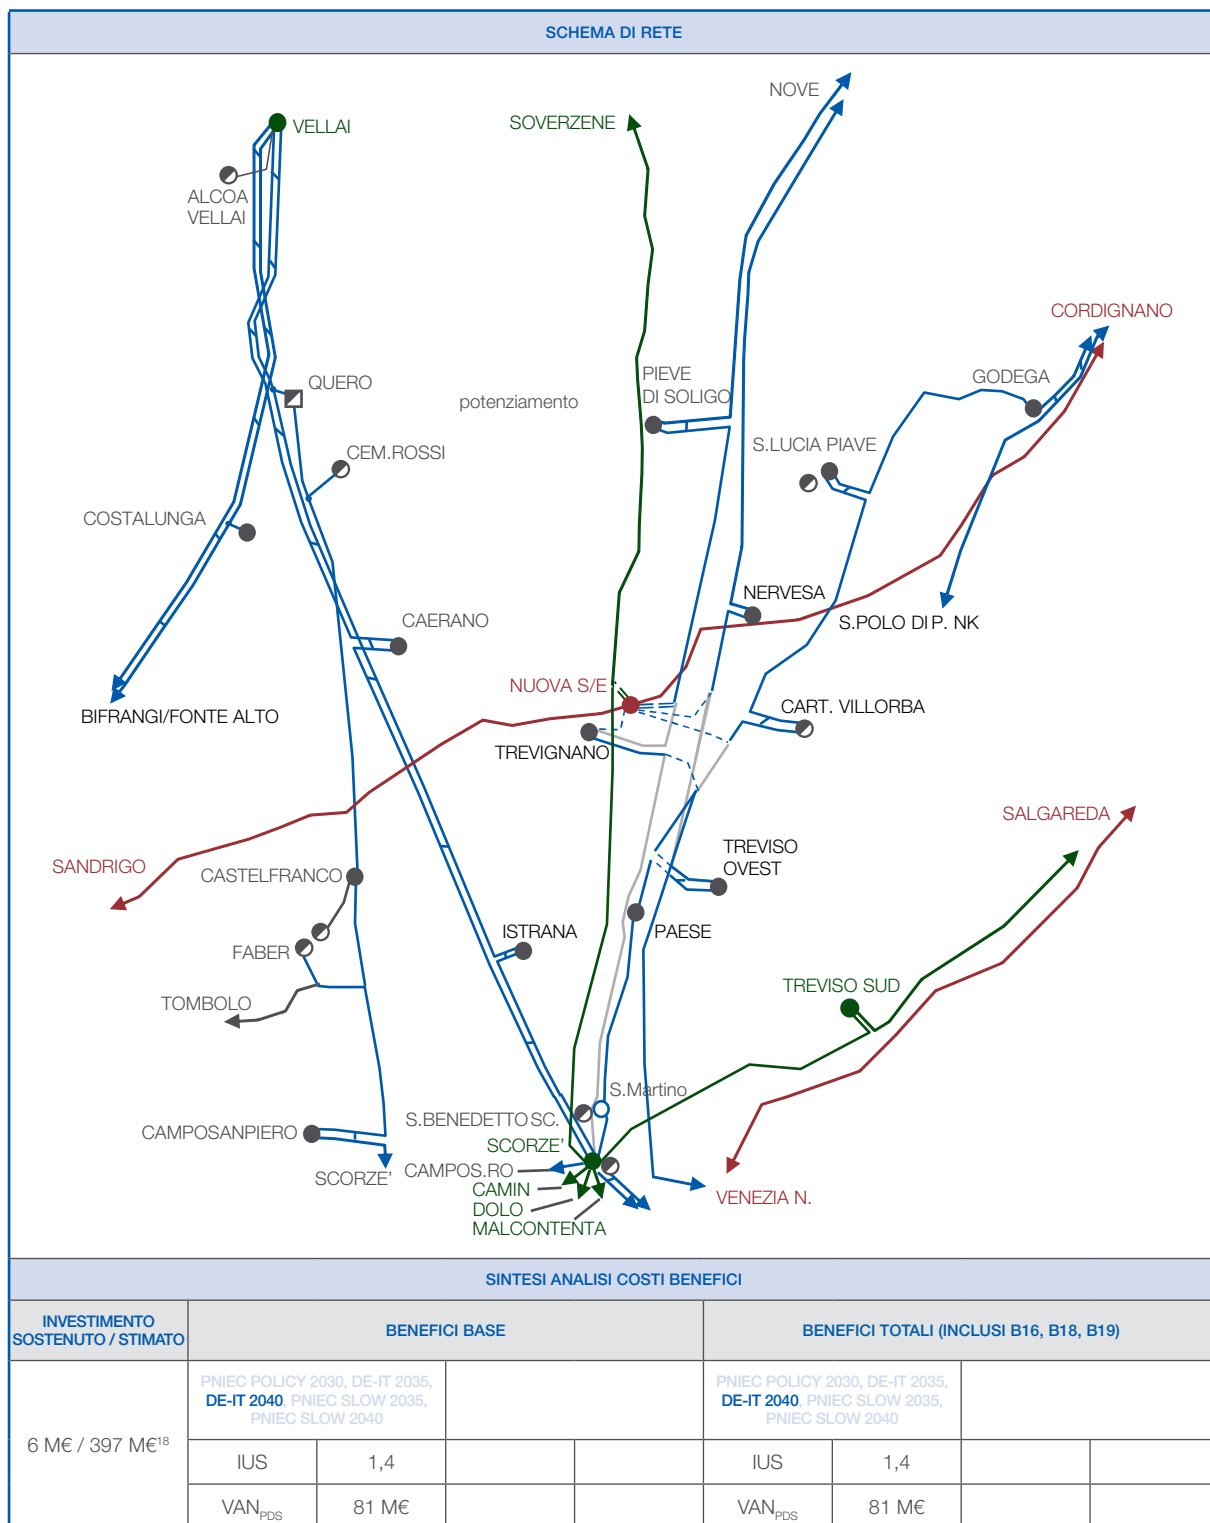 SCHEMA DI RETE
NOVE
VELLAI
SOVERZENE
ALCOA
VELLAI
CORDIGNANO
QUERO
PIEVE
DI SOLIGO
GODEGA
potenziamento
CEM.ROSSI
S.LUCIA PIAVE
COSTALUNGA
NERVESA
CAERANO
S.POLO DI P. NK
NUOVA S/E
BIFRANGI/FONTE ALTO
CART. VILLORBA
TREVIGNANO
SALGAREDA
TREVISO
OVEST
SANDRIGO
CASTELFRANCO
ISTRANA
PAESE
FABER
TREVISO SUD
TOMBOLO
S.Martino
S.BENEDETTO SC.
CAMPOSANPIERO
SCORZE'
CAMPOS.RO
SCORZE'
CAMIN
VENEZIA N.
DOLO
MALCONTENTA
SINTESI ANALISI COSTI BENEFICI
INVESTIMENTO
SOSTENUTO / STIMATO
BENEFICI BASE
BENEFICI TOTALI (INCLUSI B16, B18, B19)
PNIEC POLICY 2030, DE-IT 2035,
DE-IT 2040, PNIEC SLOW 2035,
PNIEC SLOW 2040
PNIEC POLICY 2030, DE-IT 2035,
DE-IT 2040, PNIEC SLOW 2035,
PNIEC SLOW 2040
6 M€ / 397 M€18
IUS 1,4
IUS 1,4
VANPDS 81 M€
VANPDS 81 M€